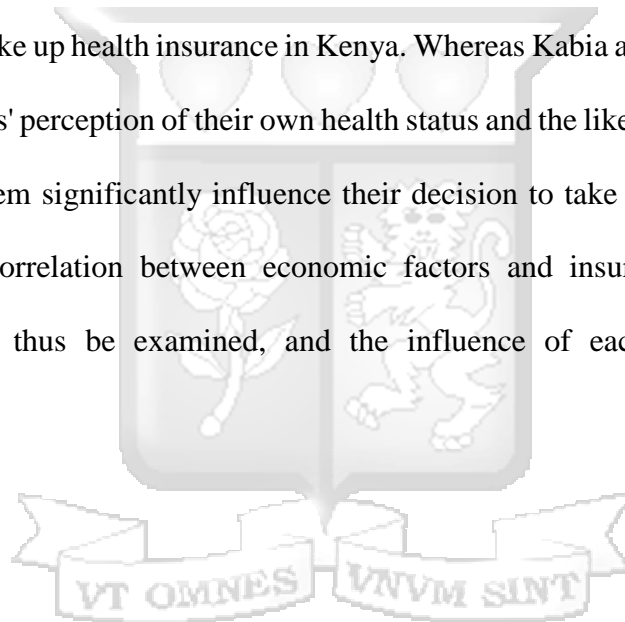 ke up health insurance in Kenya. Whereas Kabia a
s' perception of their own health status and the like
em significantly influence their decision to take
orrelation between economic factors and insur
thus be examined, and the influence of eac
VT OMNES VNVM SINT